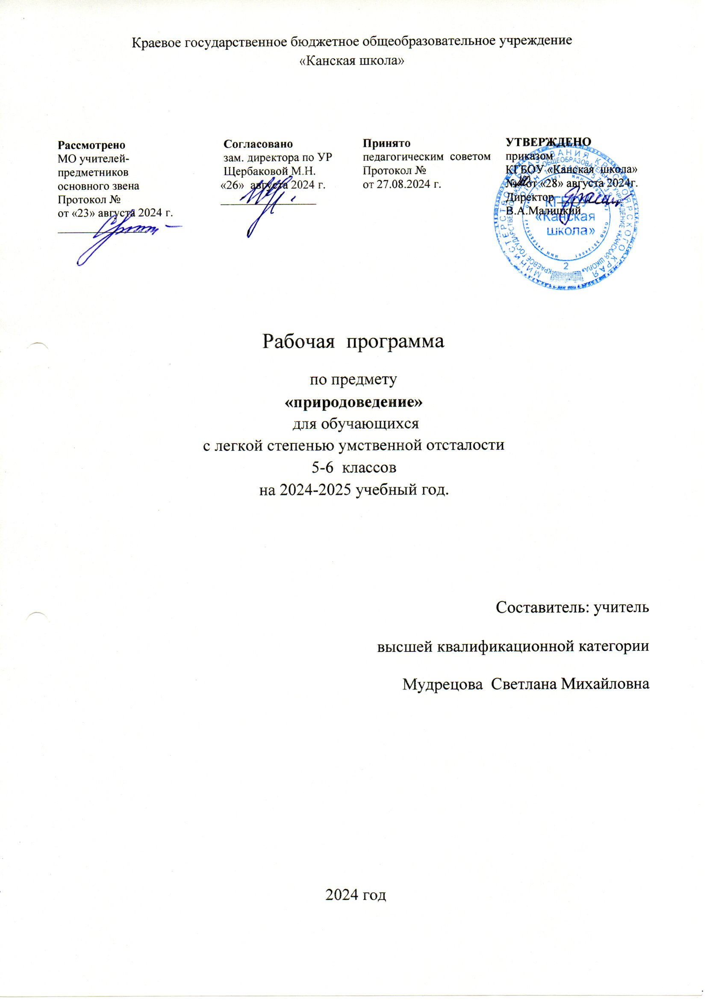 Краевое государственное бюджетное общеобразовательное учреждение
«Канская школа»
Рассмотрено
МО учителей-
предметников
основного звена
Протокол №
от «23» августа 2024 г.
Согласовано
зам. директора по УР
Щербаковой М.Н.
«26» августа 2024 г.
Принято
педагогическим советом
Протокол №
от 27.08.2024 г.
УТВЕРЖДЕНО
приказом
КГБОУ «Канская школа»
№ от «28» августа 2024г.
Директор
В.А.Малицкий
КГБОУ
«Канская
школа»
2
Рабочая программа
по предмету
«природоведение»
для обучающихся
с легкой степенью умственной отсталости
5-6 классов
на 2024-2025 учебный год.
Составитель: учитель
высшей квалификационной категории
Мудрецова Светлана Михайловна
2024 год